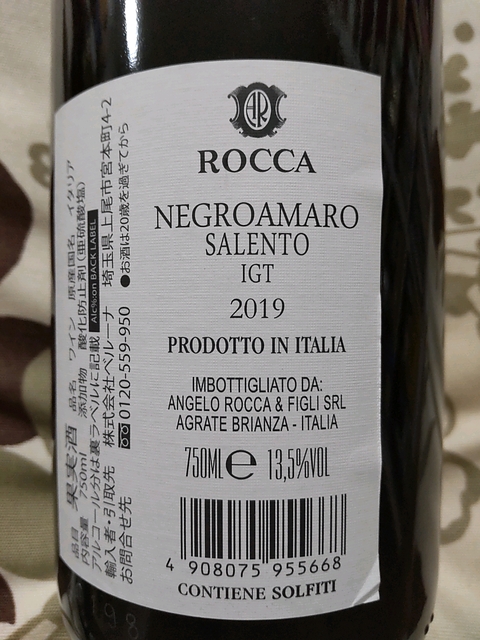 AR
ROCCA
NEGROAMARO
SALENTO
IGT
2019
PRODOTTO IN ITALIA
IMBOTTIGLIATO DA:
ANGELO ROCCA & FIGLI SRL
AGRATE BRIANZA - ITALIA
750ML e 13,5%VOL
4 908075 955668
CONTIENE SOLFITI
品目 果実酒 品名 ワイン 原産国名 イタリア
内容量 750ml 添加物 酸化防止剤(亜硫酸塩)
アルコール分は裏ラベルに記載 Alc%:on BACK LABEL
輸入者・引取先 株式会社ベルーナ 埼玉県上尾市宮本町4-2
お問合せ先 0120-559-950 ●お酒は20歳を過ぎてから